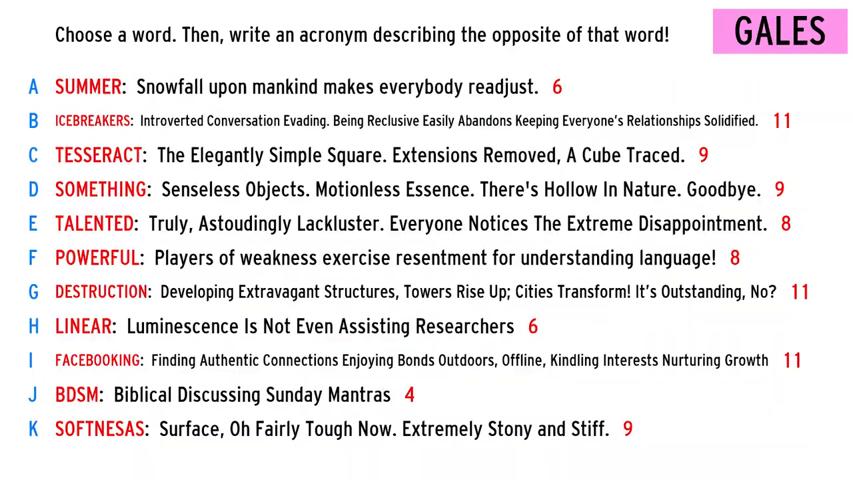 Choose a word. Then, write an acronym describing the opposite of that word!
GALES
A SUMMER: Snowfall upon mankind makes everybody readjust. 6
B ICEBREAKERS: Introverted Conversation Evading. Being Reclusive Easily Abandons Keeping Everyone's Relationships Solidified. 11
C TESSERACT: The Elegantly Simple Square. Extensions Removed, A Cube Traced. 9
D SOMETHING: Senseless Objects. Motionless Essence. There's Hollow In Nature. Goodbye. 9
E TALENTED: Truly, Astoudingly Lackluster. Everyone Notices The Extreme Disappointment. 8
F POWERFUL: Players of weakness exercise resentment for understanding language! 8
G DESTRUCTION: Developing Extravagant Structures, Towers Rise Up; Cities Transform! It's Outstanding, No? 11
H LINEAR: Luminescence Is Not Even Assisting Researchers 6
I FACEBOOKING: Finding Authentic Connections Enjoying Bonds Outdoors, Offline, Kindling Interests Nurturing Growth 11
J BDSM: Biblical Discussing Sunday Mantras 4
K SOFTNESAS: Surface, Oh Fairly Tough Now. Extremely Stony and Stiff. 9